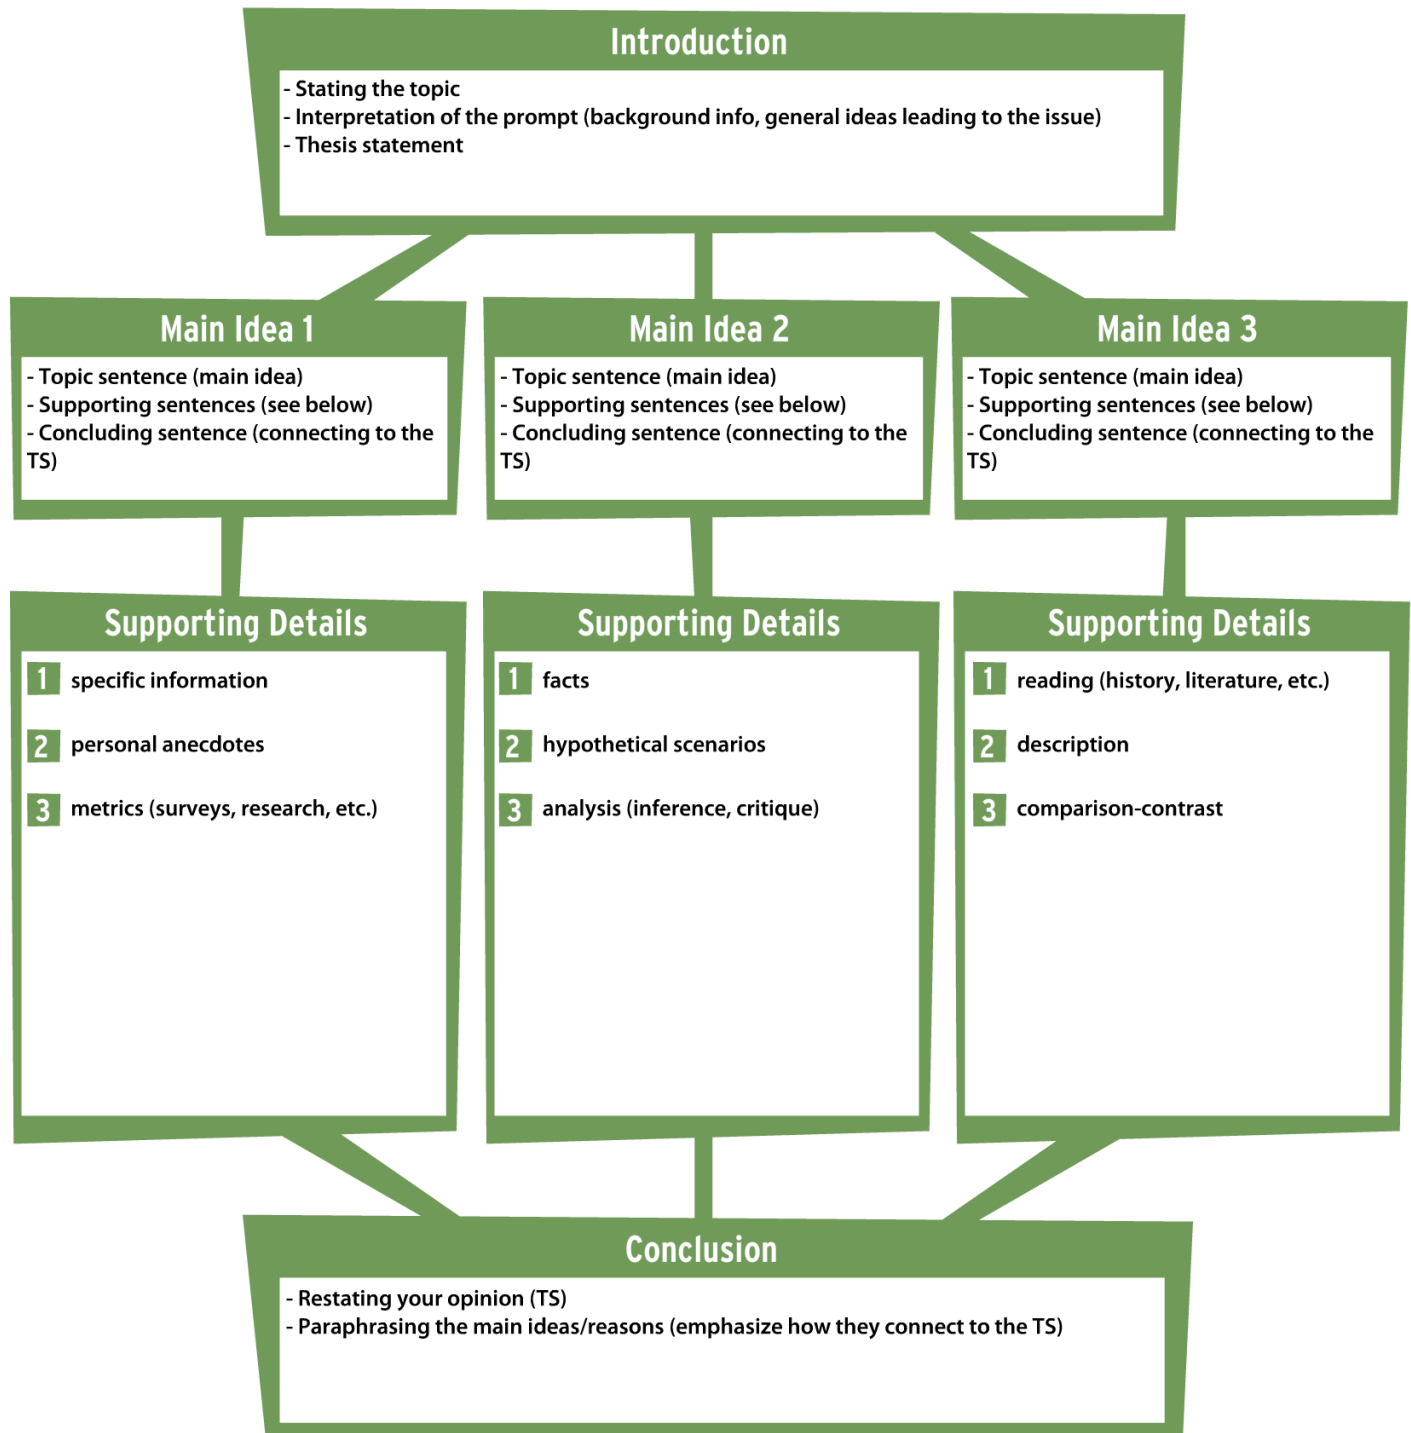 Introduction
- Stating the topic
- Interpretation of the prompt (background info, general ideas leading to the issue)
- Thesis statement
Main Idea 1
- Topic sentence (main idea)
- Supporting sentences (see below)
- Concluding sentence (connecting to the
TS)
Main Idea 2
- Topic sentence (main idea)
- Supporting sentences (see below)
- Concluding sentence (connecting to the
TS)
Main Idea 3
- Topic sentence (main idea)
- Supporting sentences (see below)
- Concluding sentence (connecting to the
TS)
Supporting Details
1 specific information
2 personal anecdotes
3 metrics (surveys, research, etc.)
Supporting Details
1 facts
2 hypothetical scenarios
3 analysis (inference, critique)
Supporting Details
1 reading (history, literature, etc.)
2 description
3 comparison-contrast
Conclusion
- Restating your opinion (TS)
- Paraphrasing the main ideas/reasons (emphasize how they connect to the TS)